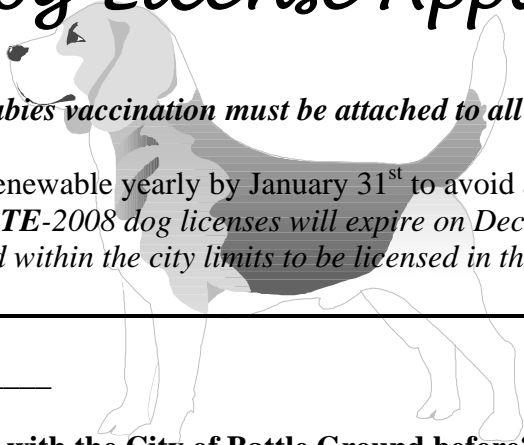 og License Appl
abies vaccination must be attached to all
enewable yearly by January 31st to avoid
TE-2008 dog licenses will expire on Dec
d within the city limits to be licensed in th
with the City of Battle Ground before?